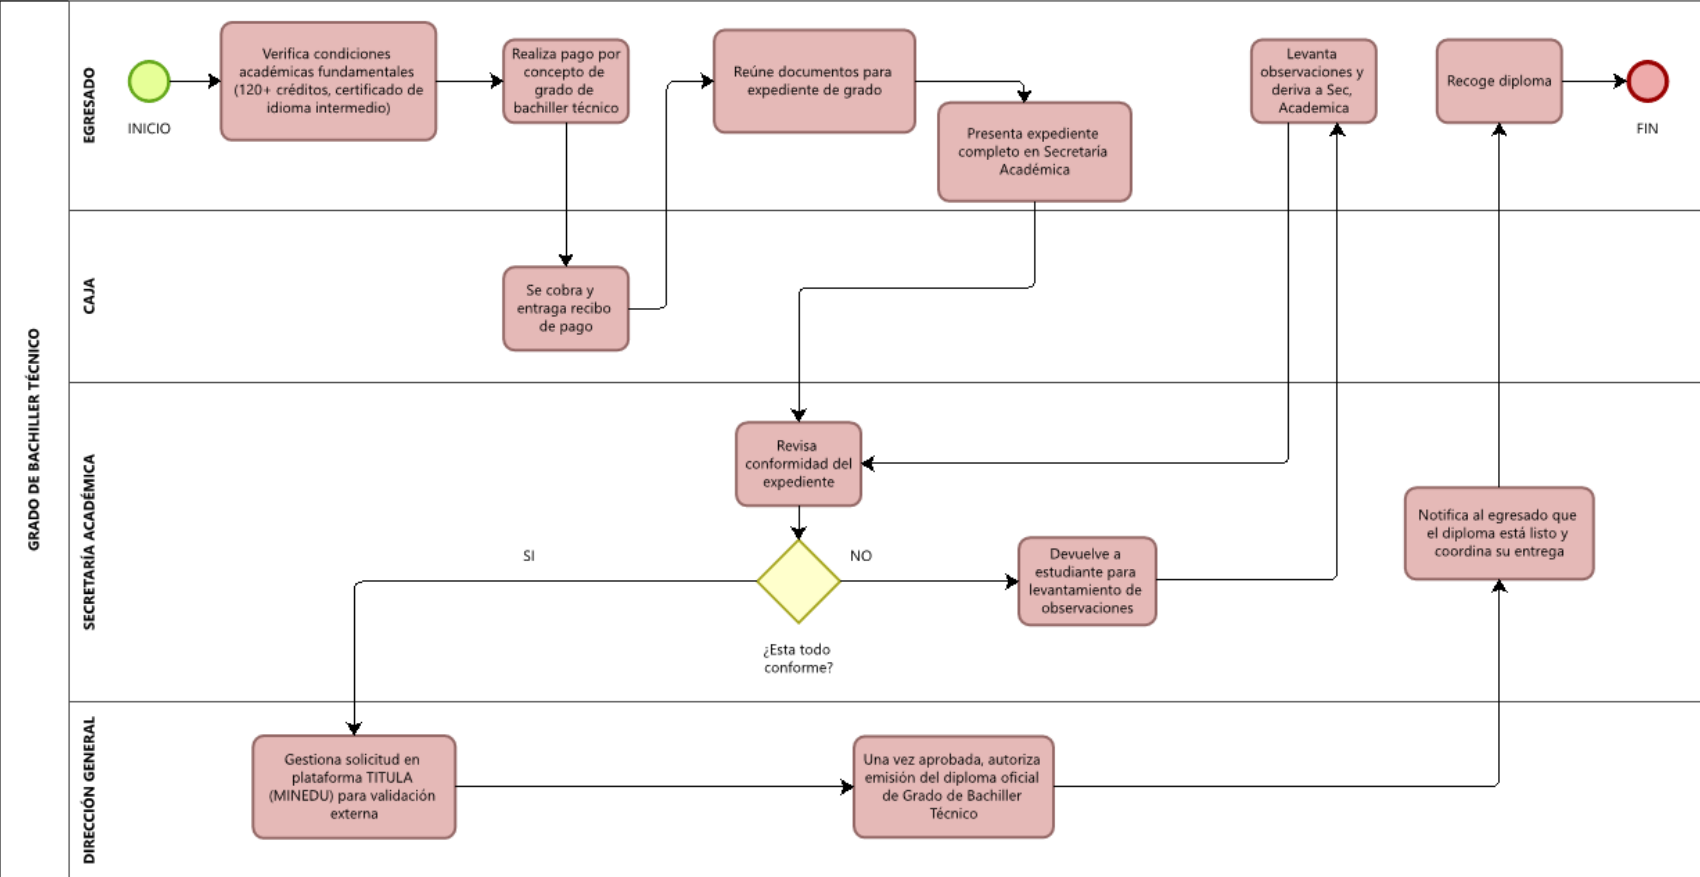 GRADO DE BACHILLER TÉCNICO
EGRESADO
INICIO
Verifica condiciones
académicas fundamentales
(120+ créditos, certificado de
idioma intermedio)
Realiza pago por
concepto de
grado de
bachiller técnico
Reúne documentos para
expediente de grado
Presenta expediente
completo en Secretaría
Académica
Levanta
observaciones y
deriva a Sec,
Academica
Recoge diploma
FIN
CAJA
Se cobra y
entraga recibo
de pago
SECRETARÍA ACADÉMICA
Revisa
conformidad del
expediente
SI
NO
¿Esta todo
conforme?
Devuelve a
estudiante para
levantamiento de
observaciones
Notifica al egresado que
el diploma está listo y
coordina su entrega
DIRECCIÓN GENERAL
Gestiona solicitud en
plataforma TITULA
(MINEDU) para validación
externa
Una vez aprobada, autoriza
emisión del diploma oficial
de Grado de Bachiller
Técnico